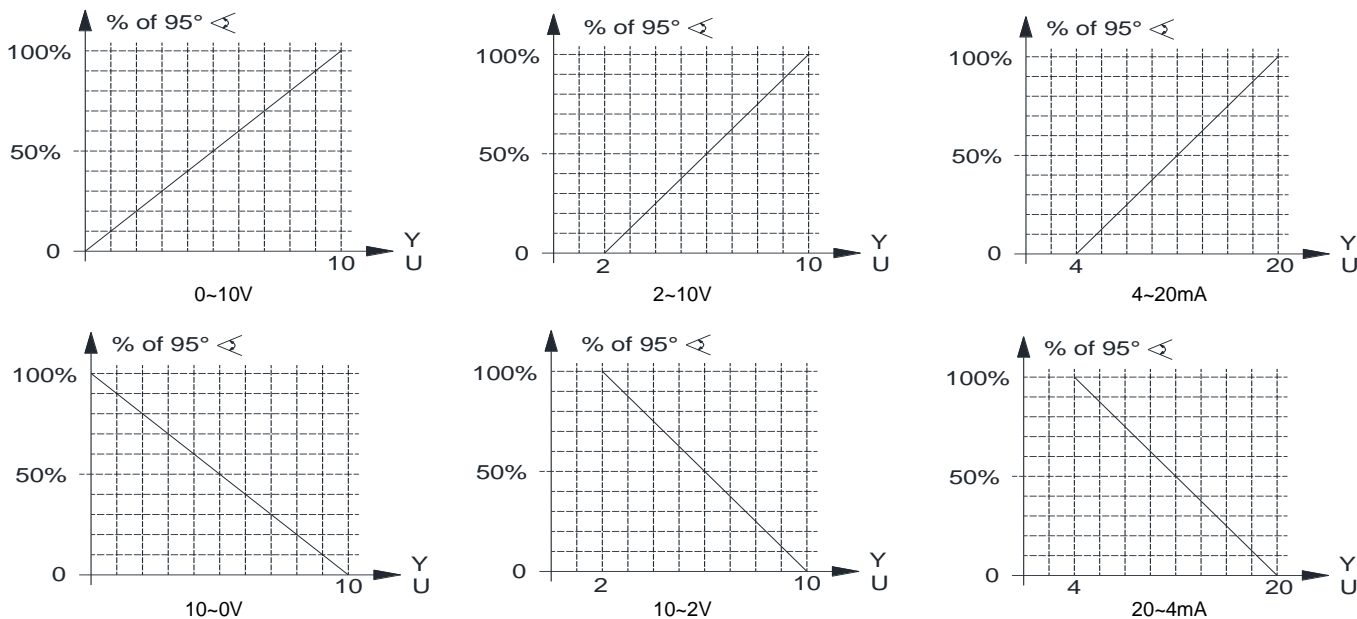 % of 95°
100%
50%
0
10
Y
U
0~10V
% of 95°
100%
50%
0
2
10
Y
U
2~10V
% of 95°
100%
50%
0
4
20
Y
U
4~20mA
% of 95°
100%
50%
0
10
Y
U
10~0V
% of 95°
100%
50%
0
2
10
Y
U
10~2V
% of 95°
100%
50%
0
4
20
Y
U
20~4mA